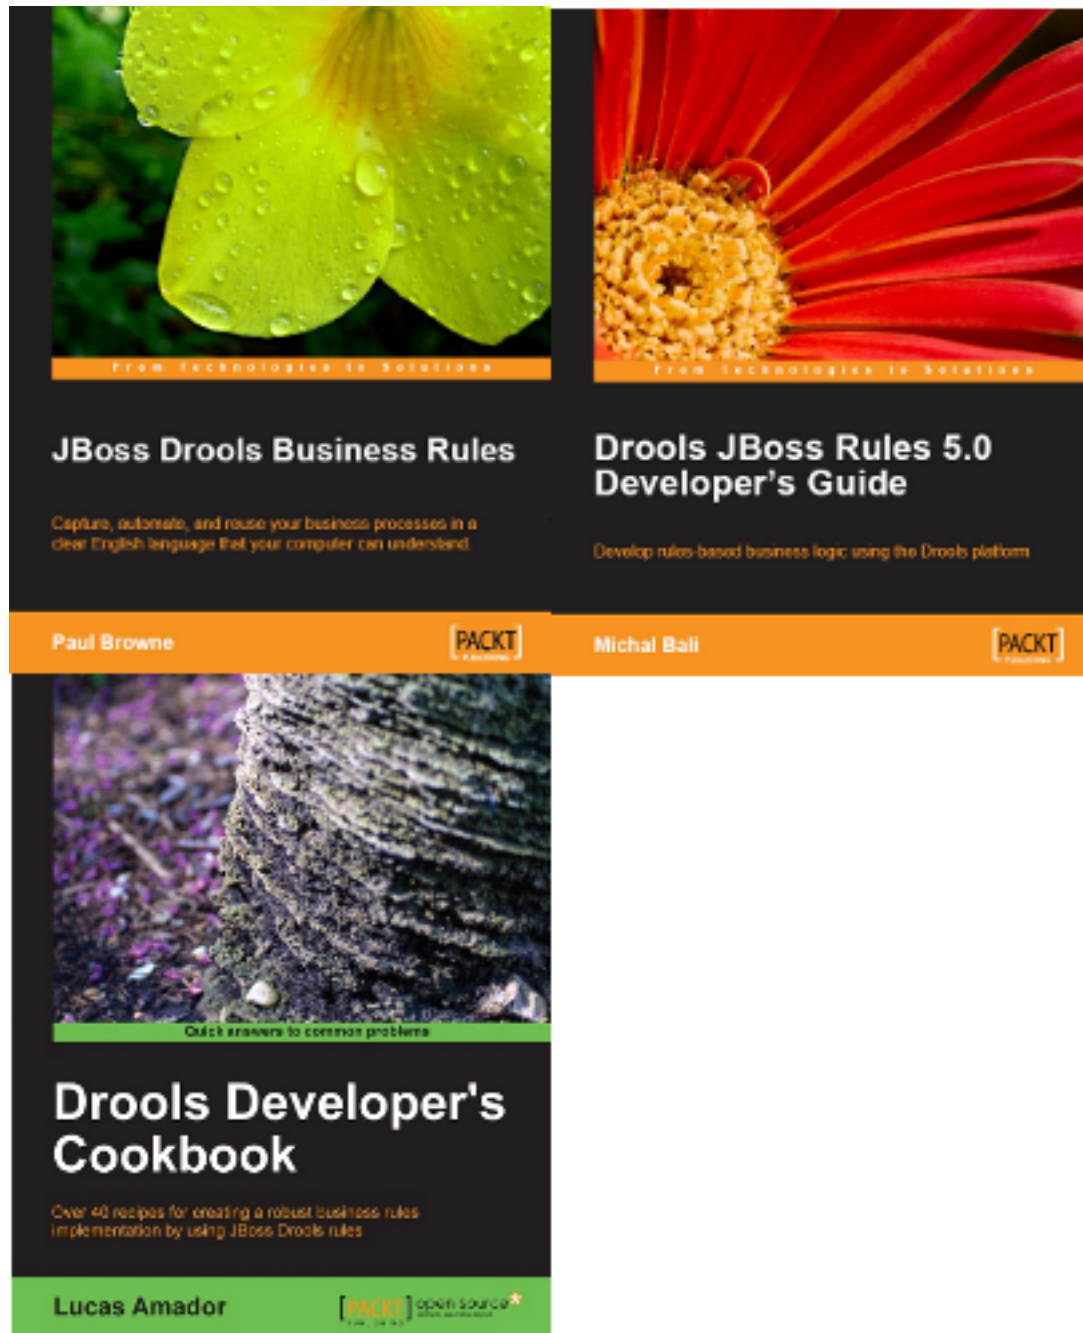 From Technologies to Solutions
JBoss Drools Business Rules
Capture, automate, and reuse your business processes in a
clear English language that your computer can understand.
Paul Browne
[PACKT]
PUBLISHING
From Technologies to Solutions
Drools JBoss Rules 5.0
Developer's Guide
Develop rules-based business logic using the Drools platform
Michal Bali
[PACKT]
PUBLISHING
Quick answers to common problems
Drools Developer's
Cookbook
Over 40 recipes for creating a robust business rules
implementation by using JBoss Drools rules
Lucas Amador
[PACKT] open source*
PUBLISHING